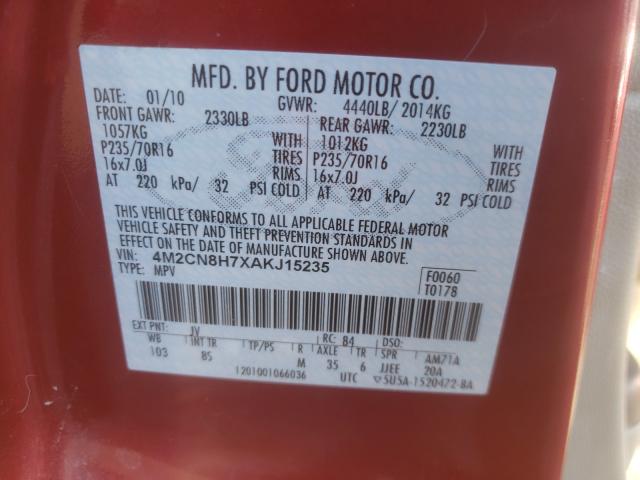 MFD. BY FORD MOTOR CO.
DATE: 01/10 GVWR: 4440LB/ 2014KG
FRONT GAWR: 2330LB REAR GAWR: 2230LB
1057KG WITH 1012KG WITH
P235/70R16 TIRES P235/70R16 TIRES
16x7.0J RIMS 16x7.0J RIMS
AT 220 kPa/ 32 PSI COLD AT 220 kPa/ 32 PSI COLD
THIS VEHICLE CONFORMS TO ALL APPLICABLE FEDERAL MOTOR
VEHICLE SAFETY AND THEFT PREVENTION STANDARDS IN
EFFECT ON THE DATE OF MANUFACTURE SHOWN ABOVE.
VIN: 4M2CN8H7XAKJ15235
TYPE: MPV
F0060
T0178
EXT PNT: JV RC: 84 DSO:
WB INT TR TP/PS R AXLE TR SPR AM71A
103 8S M 35 6 JJEE 20A
1201001066036 UTC 5U5A-1520472-BA